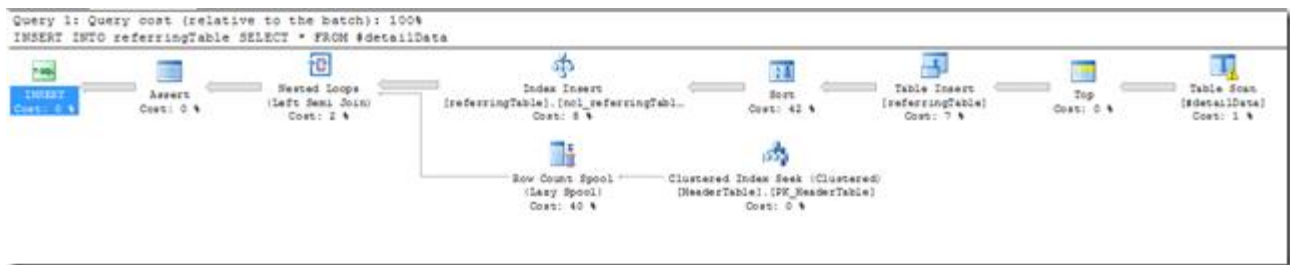 Query 1: Query cost (relative to the batch): 100%
INSERT INTO referringTable SELECT * FROM #detailData
INSERT
Cost: 0 %
Assert
Cost: 0 %
Nested Loops
(Left Semi Join)
Cost: 2 %
Index Insert
[referringTable].[ncl_referringTabl…
Cost: 8 %
Sort
Cost: 42 %
Table Insert
[referringTable]
Cost: 7 %
Top
Cost: 0 %
Table Scan
[#detailData]
Cost: 1 %
Row Count Spool
(Lazy Spool)
Cost: 40 %
Clustered Index Seek (Clustered)
[HeaderTable].[PK_HeaderTable]
Cost: 0 %